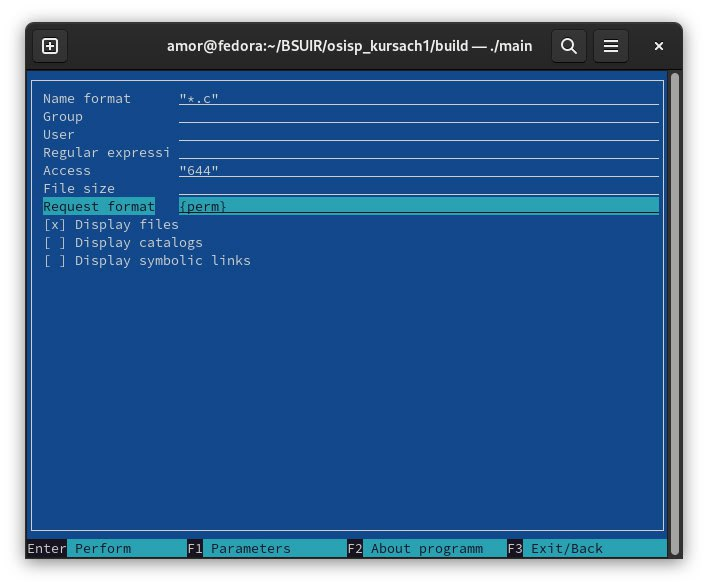 amor@fedora:~/BSUIR/osisp_kursach1/build — ./main
Name format "*.c"
Group
User
Regular expressi
Access "644"
File size
Request format {perm}
[x] Display files
[ ] Display catalogs
[ ] Display symbolic links
Enter Perform F1 Parameters F2 About programm F3 Exit/Back